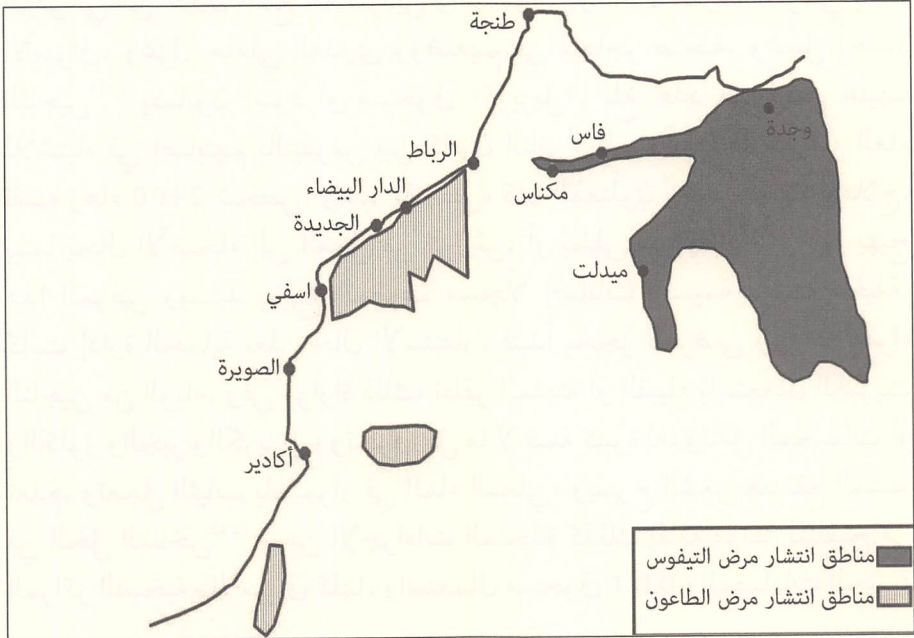 طنجة
وجدة
فاس
الرباط
مكناس
الدار البيضاء
الجديدة
ميدلت
اسفي
الصويرة
أكادير
مناطق انتشار مرض التيفوس
مناطق انتشار مرض الطاعون